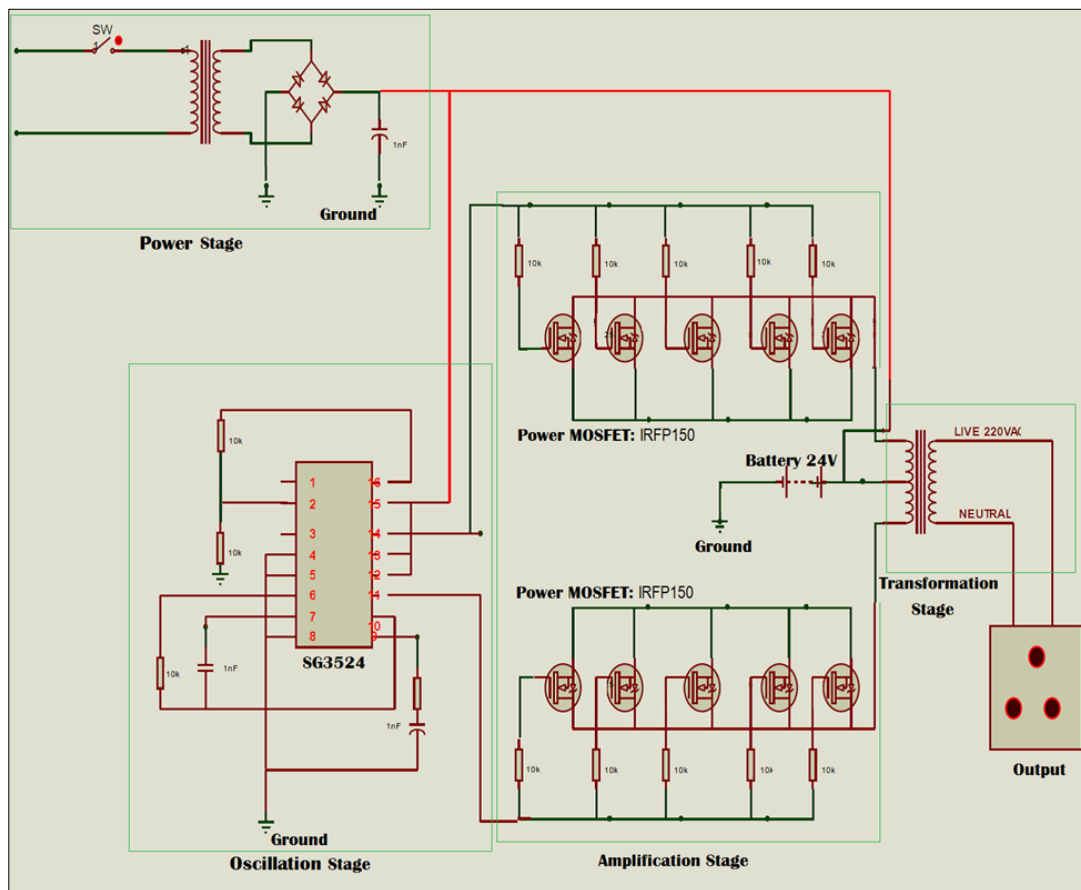 SW
1
1
1nF
Ground
Power Stage
10k
10k
10k
10k
10k
Power MOSFET: IRFP150
Battery 24V
Ground
LIVE 220VAC
NEUTRAL
Transformation
Stage
Output
10k
10k
1
2
3
4
5
6
7
8
16
15
14
13
12
11
10
9
SG3524
10k
1nF
1nF
Ground
Oscillation Stage
Power MOSFET: IRFP150
10k
10k
10k
10k
10k
Amplification Stage